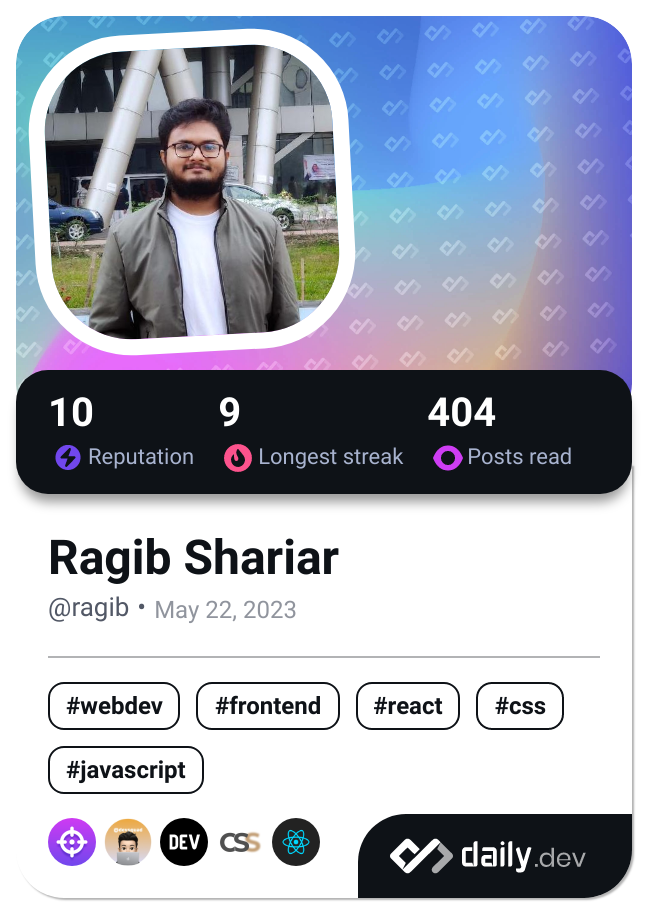 10 9 404
Reputation Longest streak Posts read
Ragib Shariar
@ragib • May 22, 2023
#webdev #frontend #react #css
#javascript
DEV CSS
daily.dev